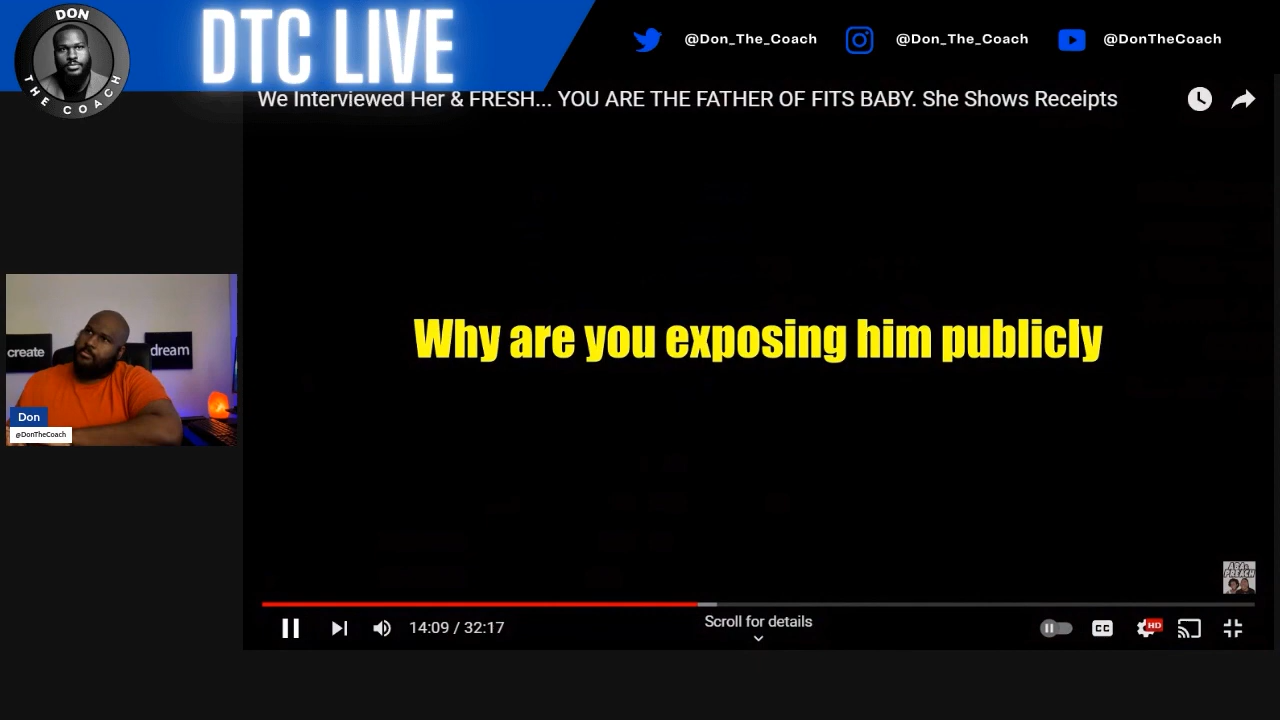 DON
THE COACH
DTC LIVE
@Don_The_Coach
@Don_The_Coach
@DonTheCoach
We Interviewed Her & FRESH... YOU ARE THE FATHER OF FITS BABY. She Shows Receipts
Why are you exposing him publicly
create
dream
Don
@DonTheCoach
ABA
PREACH
14:09 / 32:17
Scroll for details
CC
HD